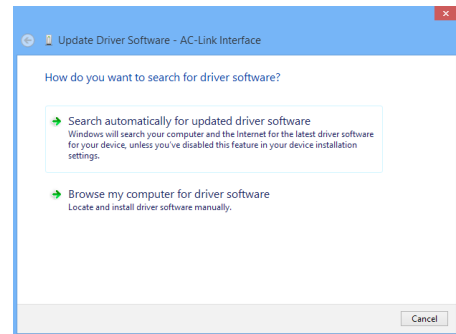 Update Driver Software - AC-Link Interface
How do you want to search for driver software?
Search automatically for updated driver software
Windows will search your computer and the Internet for the latest driver software
for your device, unless you've disabled this feature in your device installation
settings.
Browse my computer for driver software
Locate and install driver software manually.
Cancel